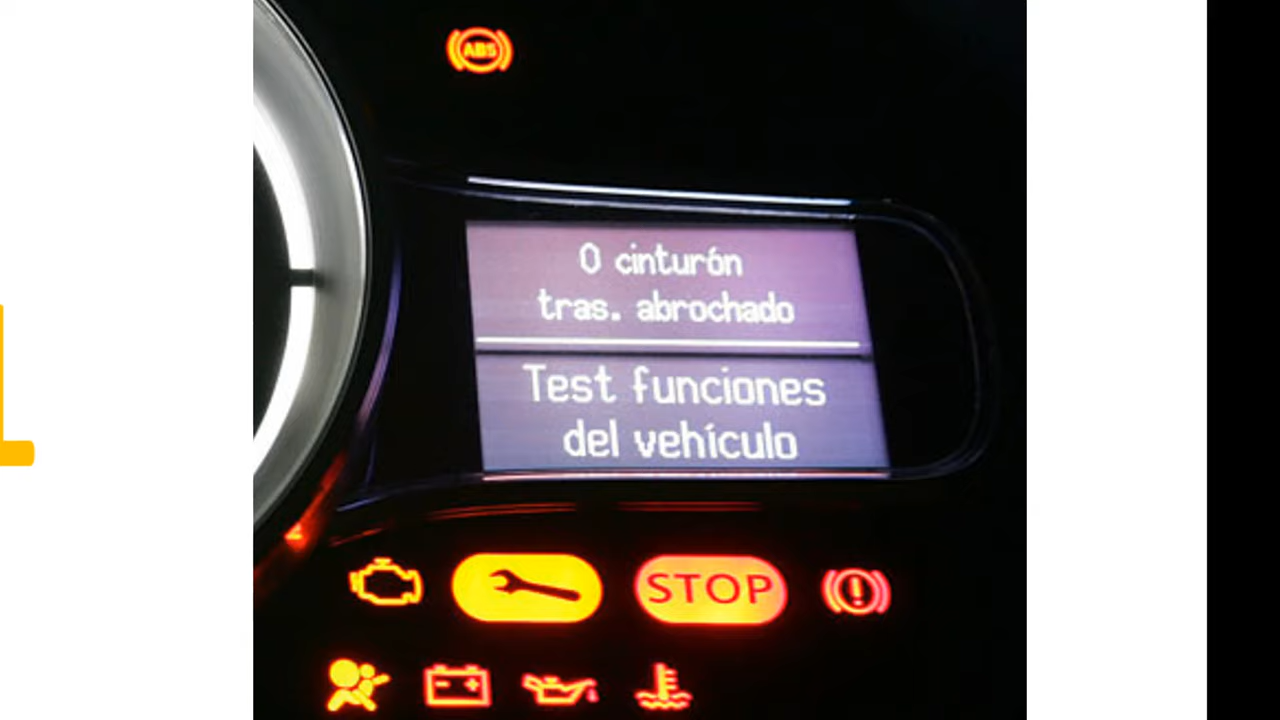 ABS
0 cinturón
tras. abrochado
Test funciones
del vehículo
STOP